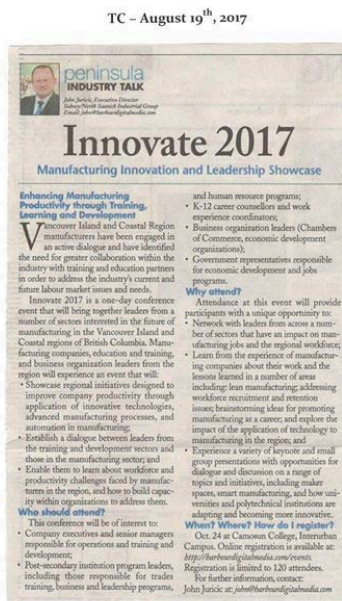 TC – August 19th, 2017
peninsula
INDUSTRY TALK
John Juricic, Executive Director
Sidney/North Saanich Industrial Group
Email: john@harbourdigitalmedia.com
Innovate 2017
Manufacturing Innovation and Leadership Showcase
Enhancing Manufacturing
Productivity through Training,
Learning and Development
Vancouver Island and Coastal Region
manufacturers have been engaged in
an active dialogue and have identified
the need for greater collaboration within the
industry with training and education partners
in order to address the industry's current and
future labour market issues and needs.
Innovate 2017 is a one-day conference
event that will bring together leaders from a
number of sectors interested in the future of
manufacturing in the Vancouver Island and
Coastal regions of British Columbia. Manu-
facturing companies, education and training,
and business organization leaders from the
region will experience an event that will:
• Showcase regional initiatives designed to
improve company productivity through
application of innovative technologies,
advanced manufacturing processes, and
automation in manufacturing;
• Establish a dialogue between leaders from
the training and development sectors and
those in the manufacturing sector; and
• Enable them to learn about workforce and
productivity challenges faced by manufac-
turers in the region, and how to build capac-
ity within organizations to address them.
Who should attend?
This conference will be of interest to:
• Company executives and senior managers
responsible for operations and training and
development;
• Post-secondary institution program leaders,
including those responsible for trades
training, business and leadership programs,
and human resource programs;
• K-12 career counsellors and work
experience coordinators;
• Business organization leaders (Chambers
of Commerce, economic development
organizations);
• Government representatives responsible
for economic development and jobs
programs.
Why attend?
Attendance at this event will provide
participants with a unique opportunity to:
• Network with leaders from across a num-
ber of sectors that have an impact on man-
ufacturing jobs and the regional workforce;
• Learn from the experience of manufactur-
ing companies about their work and the
lessons learned in a number of areas
including: lean manufacturing; addressing
workforce recruitment and retention
issues; brainstorming ideas for promoting
manufacturing as a career; and explore the
impact of the application of technology to
manufacturing in the region; and
• Experience a variety of keynote and small
group presentations with opportunities for
dialogue and discussion on a range of
topics and initiatives, including maker
spaces, smart manufacturing, and how uni-
versities and polytechnic institutions are
adapting and becoming more innovative.
When? Where? How do I register?
Oct. 24 at Camosun College, Interurban
Campus. Online registration is available at:
http://harbourdigitalmedia.com/events.
Registration is limited to 120 attendees.
For further information, contact:
John Juricic at: john@harbourdigitalmedia.com